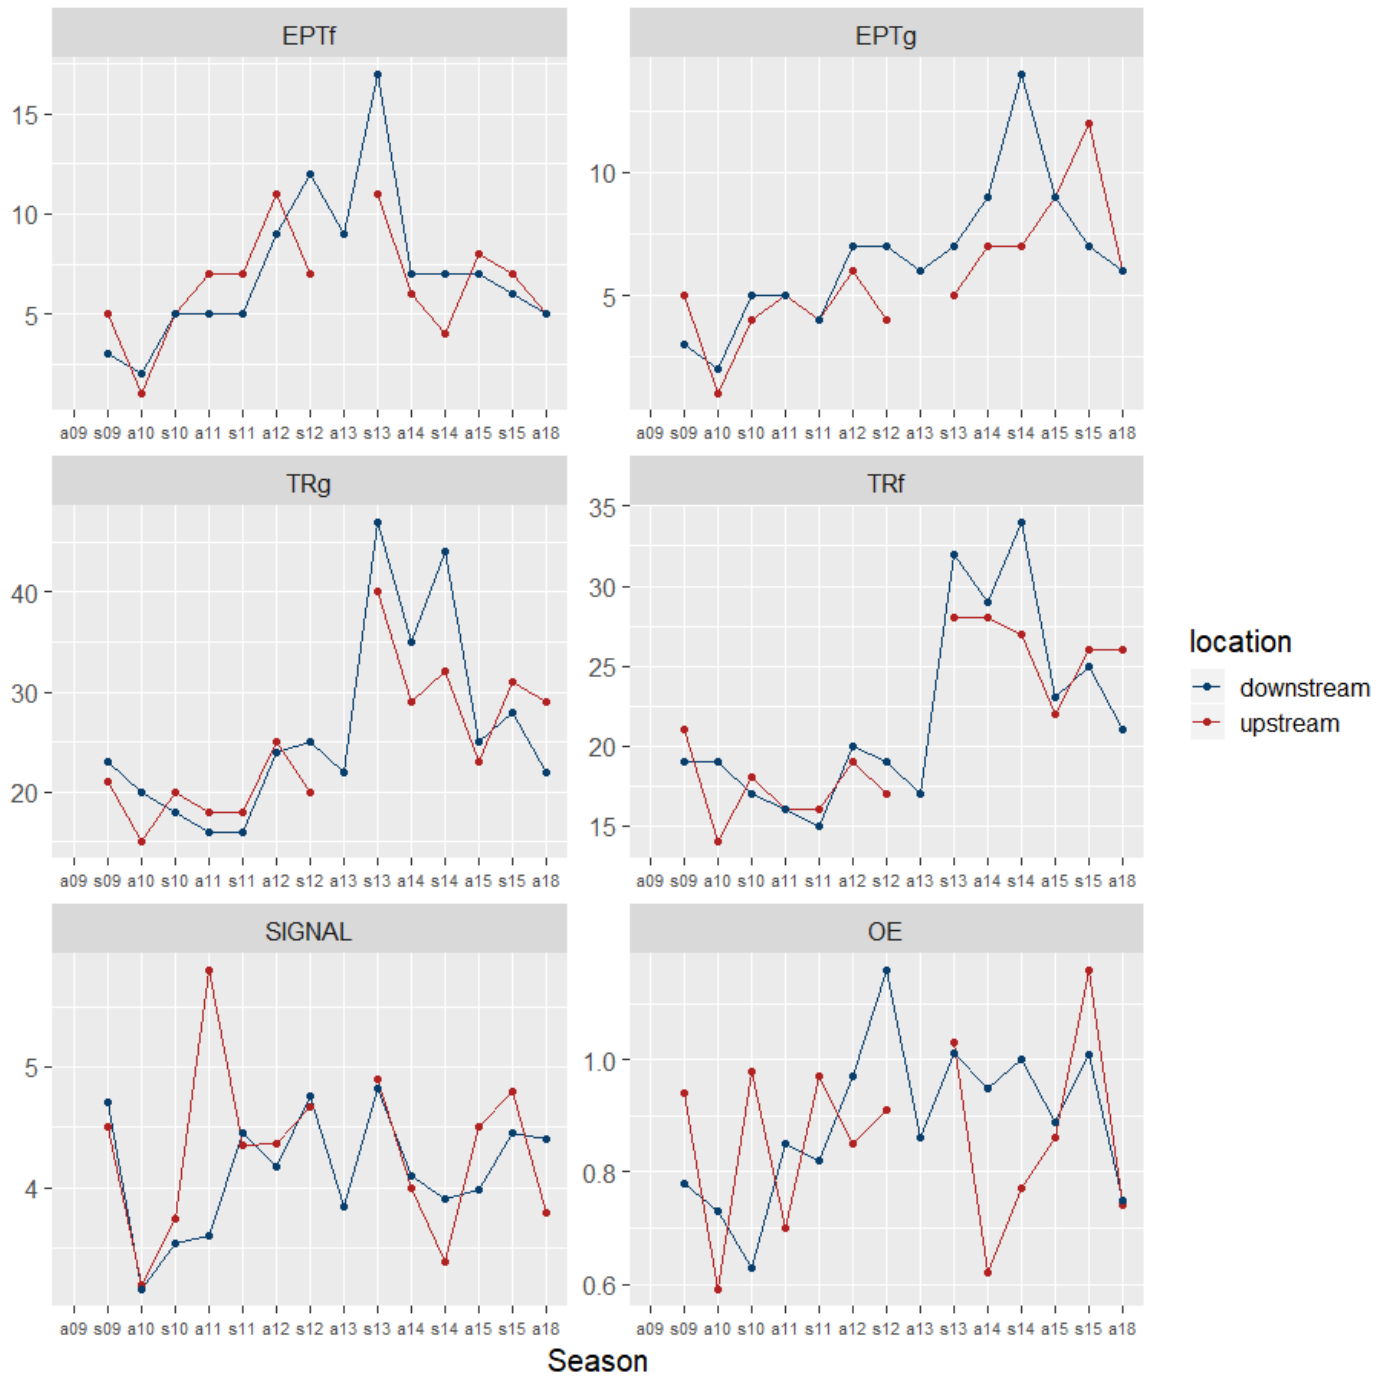 EPTf
EPTg
15
10
5
10
5
a09 s09 a10 s10 a11 s11 a12 s12 a13 s13 a14 s14 a15 s15 a18
a09 s09 a10 s10 a11 s11 a12 s12 a13 s13 a14 s14 a15 s15 a18
TRg
TRf
40
30
20
35
30
25
20
15
a09 s09 a10 s10 a11 s11 a12 s12 a13 s13 a14 s14 a15 s15 a18
a09 s09 a10 s10 a11 s11 a12 s12 a13 s13 a14 s14 a15 s15 a18
location
downstream
upstream
SIGNAL
OE
5
4
1.0
0.8
0.6
a09 s09 a10 s10 a11 s11 a12 s12 a13 s13 a14 s14 a15 s15 a18
a09 s09 a10 s10 a11 s11 a12 s12 a13 s13 a14 s14 a15 s15 a18
Season